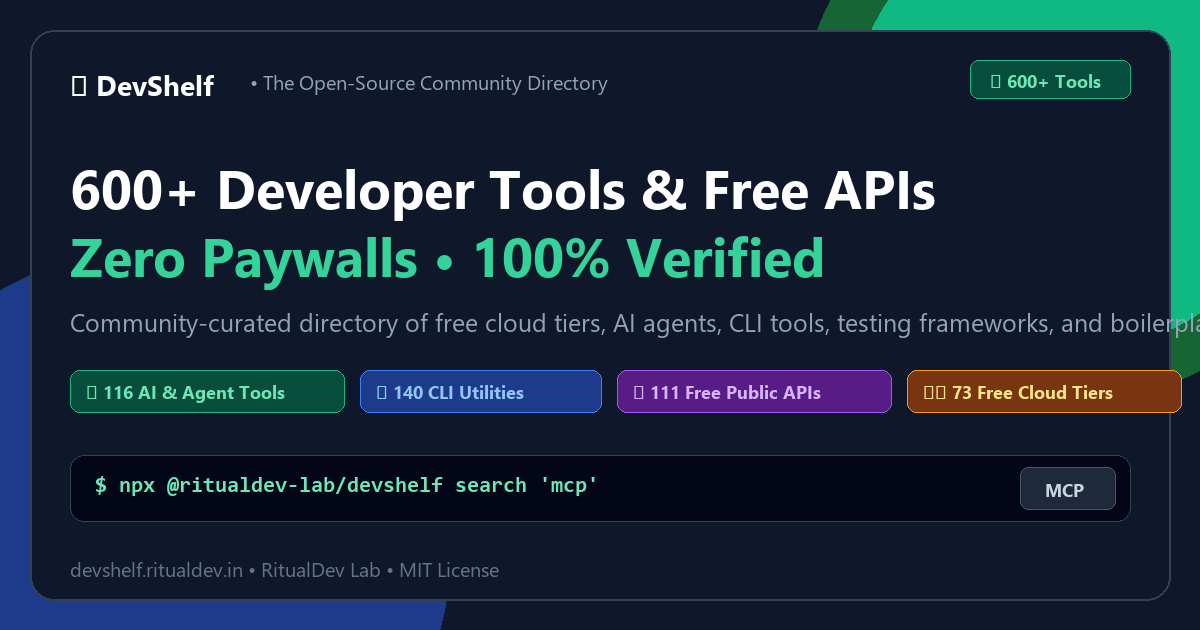 DevShelf • The Open-Source Community Directory
600+ Tools
600+ Developer Tools & Free APIs
Zero Paywalls • 100% Verified
Community-curated directory of free cloud tiers, AI agents, CLI tools, testing frameworks, and boilerpla
116 AI & Agent Tools
140 CLI Utilities
111 Free Public APIs
73 Free Cloud Tiers
$ npx @ritualdev-lab/devshelf search 'mcp'
MCP
devshelf.ritualdev.in • RitualDev Lab • MIT License